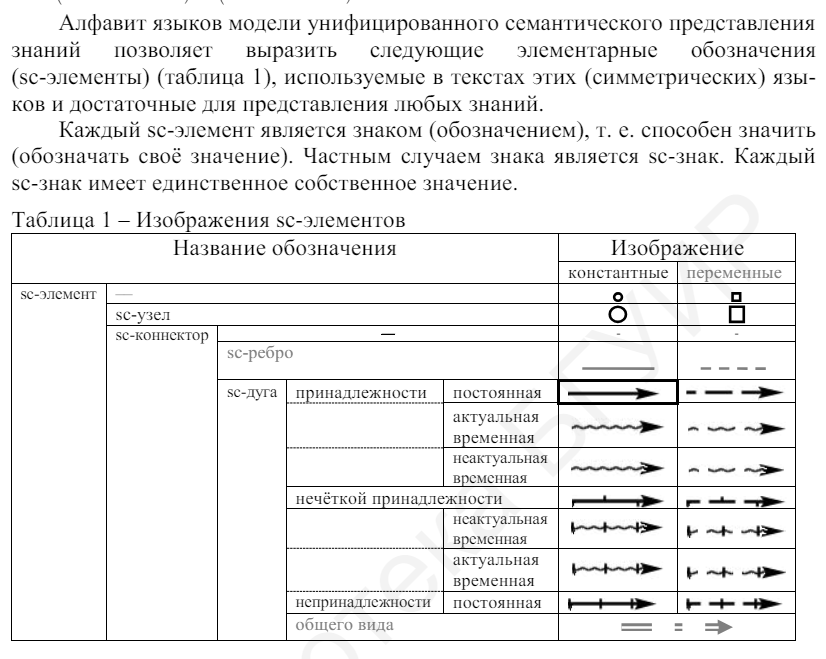 Алфавит языков модели унифицированного семантического представления
знаний позволяет выразить следующие элементарные обозначения
(sc-элементы) (таблица 1), используемые в текстах этих (симметрических) язы-
ков и достаточные для представления любых знаний.
Каждый sc-элемент является знаком (обозначением), т. е. способен значить
(обозначать своё значение). Частным случаем знака является sc-знак. Каждый
sc-знак имеет единственное собственное значение.
Таблица 1 – Изображения sc-элементов
Название обозначения Изображение
константные переменные
sc-элемент —
sc-узел
sc-коннектор — - -
sc-ребро
sc-дуга принадлежности постоянная
актуальная
временная
неактуальная
временная
нечёткой принадлежности
неактуальная
временная
актуальная
временная
непринадлежности постоянная
общего вида